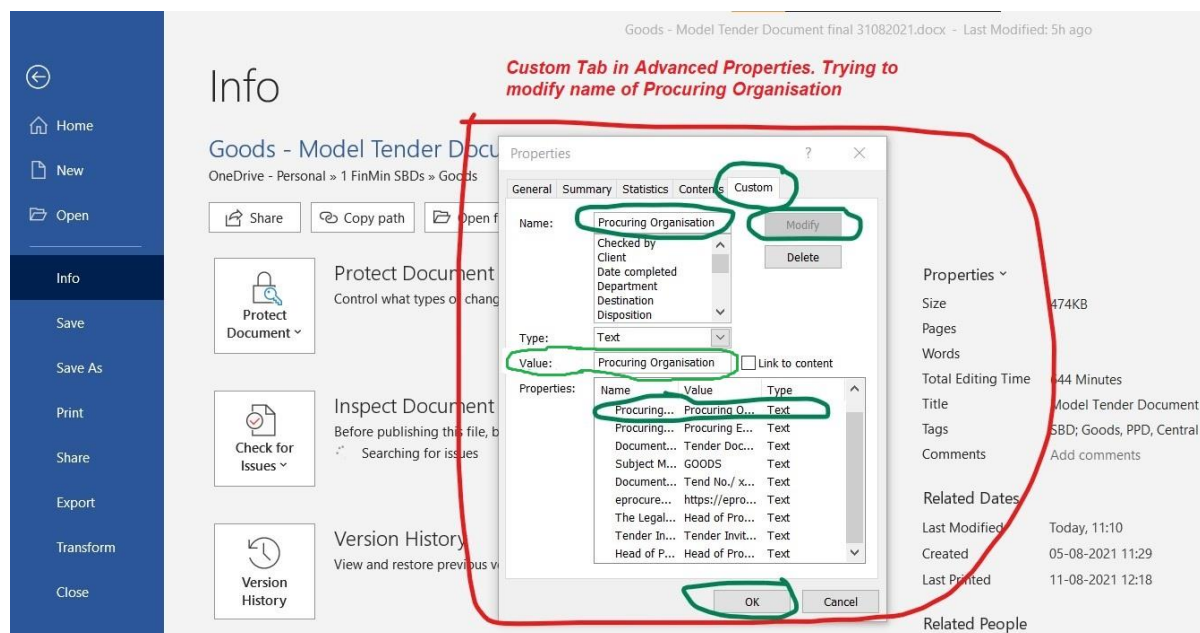 Goods - Model Tender Document final 31082021.docx - Last Modified: 5h ago
Custom Tab in Advanced Properties. Trying to
modify name of Procuring Organisation
Info
Home
New
Open
Info
Save
Save As
Print
Share
Export
Transform
Close
Goods - Model Tender Docu
OneDrive - Personal » 1 FinMin SBDs » Goods
Share
Copy path
Open f
Protect
Document
Protect Document
Control what types of chang
Check for
Issues
Inspect Document
Before publishing this file, b
Searching for issues
Version
History
Version History
View and restore previous v
Properties
?
General Summary Statistics Contents Custom
Name: Procuring Organisation Modify
Checked by
Client
Date completed
Department
Destination
Disposition
Delete
Type: Text
Value: Procuring Organisation Link to content
Properties: Name Value Type
Procuring... Procuring O... Text
Procuring... Procuring E... Text
Document... Tender Doc... Text
Subject M... GOODS Text
Document... Tend No./ x... Text
eprocure... https://epro... Text
The Legal... Head of Pro... Text
Tender In... Tender Invit... Text
Head of P... Head of Pro... Text
OK Cancel
Properties
Size 474KB
Pages
Words
Total Editing Time 644 Minutes
Title Model Tender Document
Tags SBD; Goods, PPD, Central
Comments Add comments
Related Dates
Last Modified Today, 11:10
Created 05-08-2021 11:29
Last Printed 11-08-2021 12:18
Related People